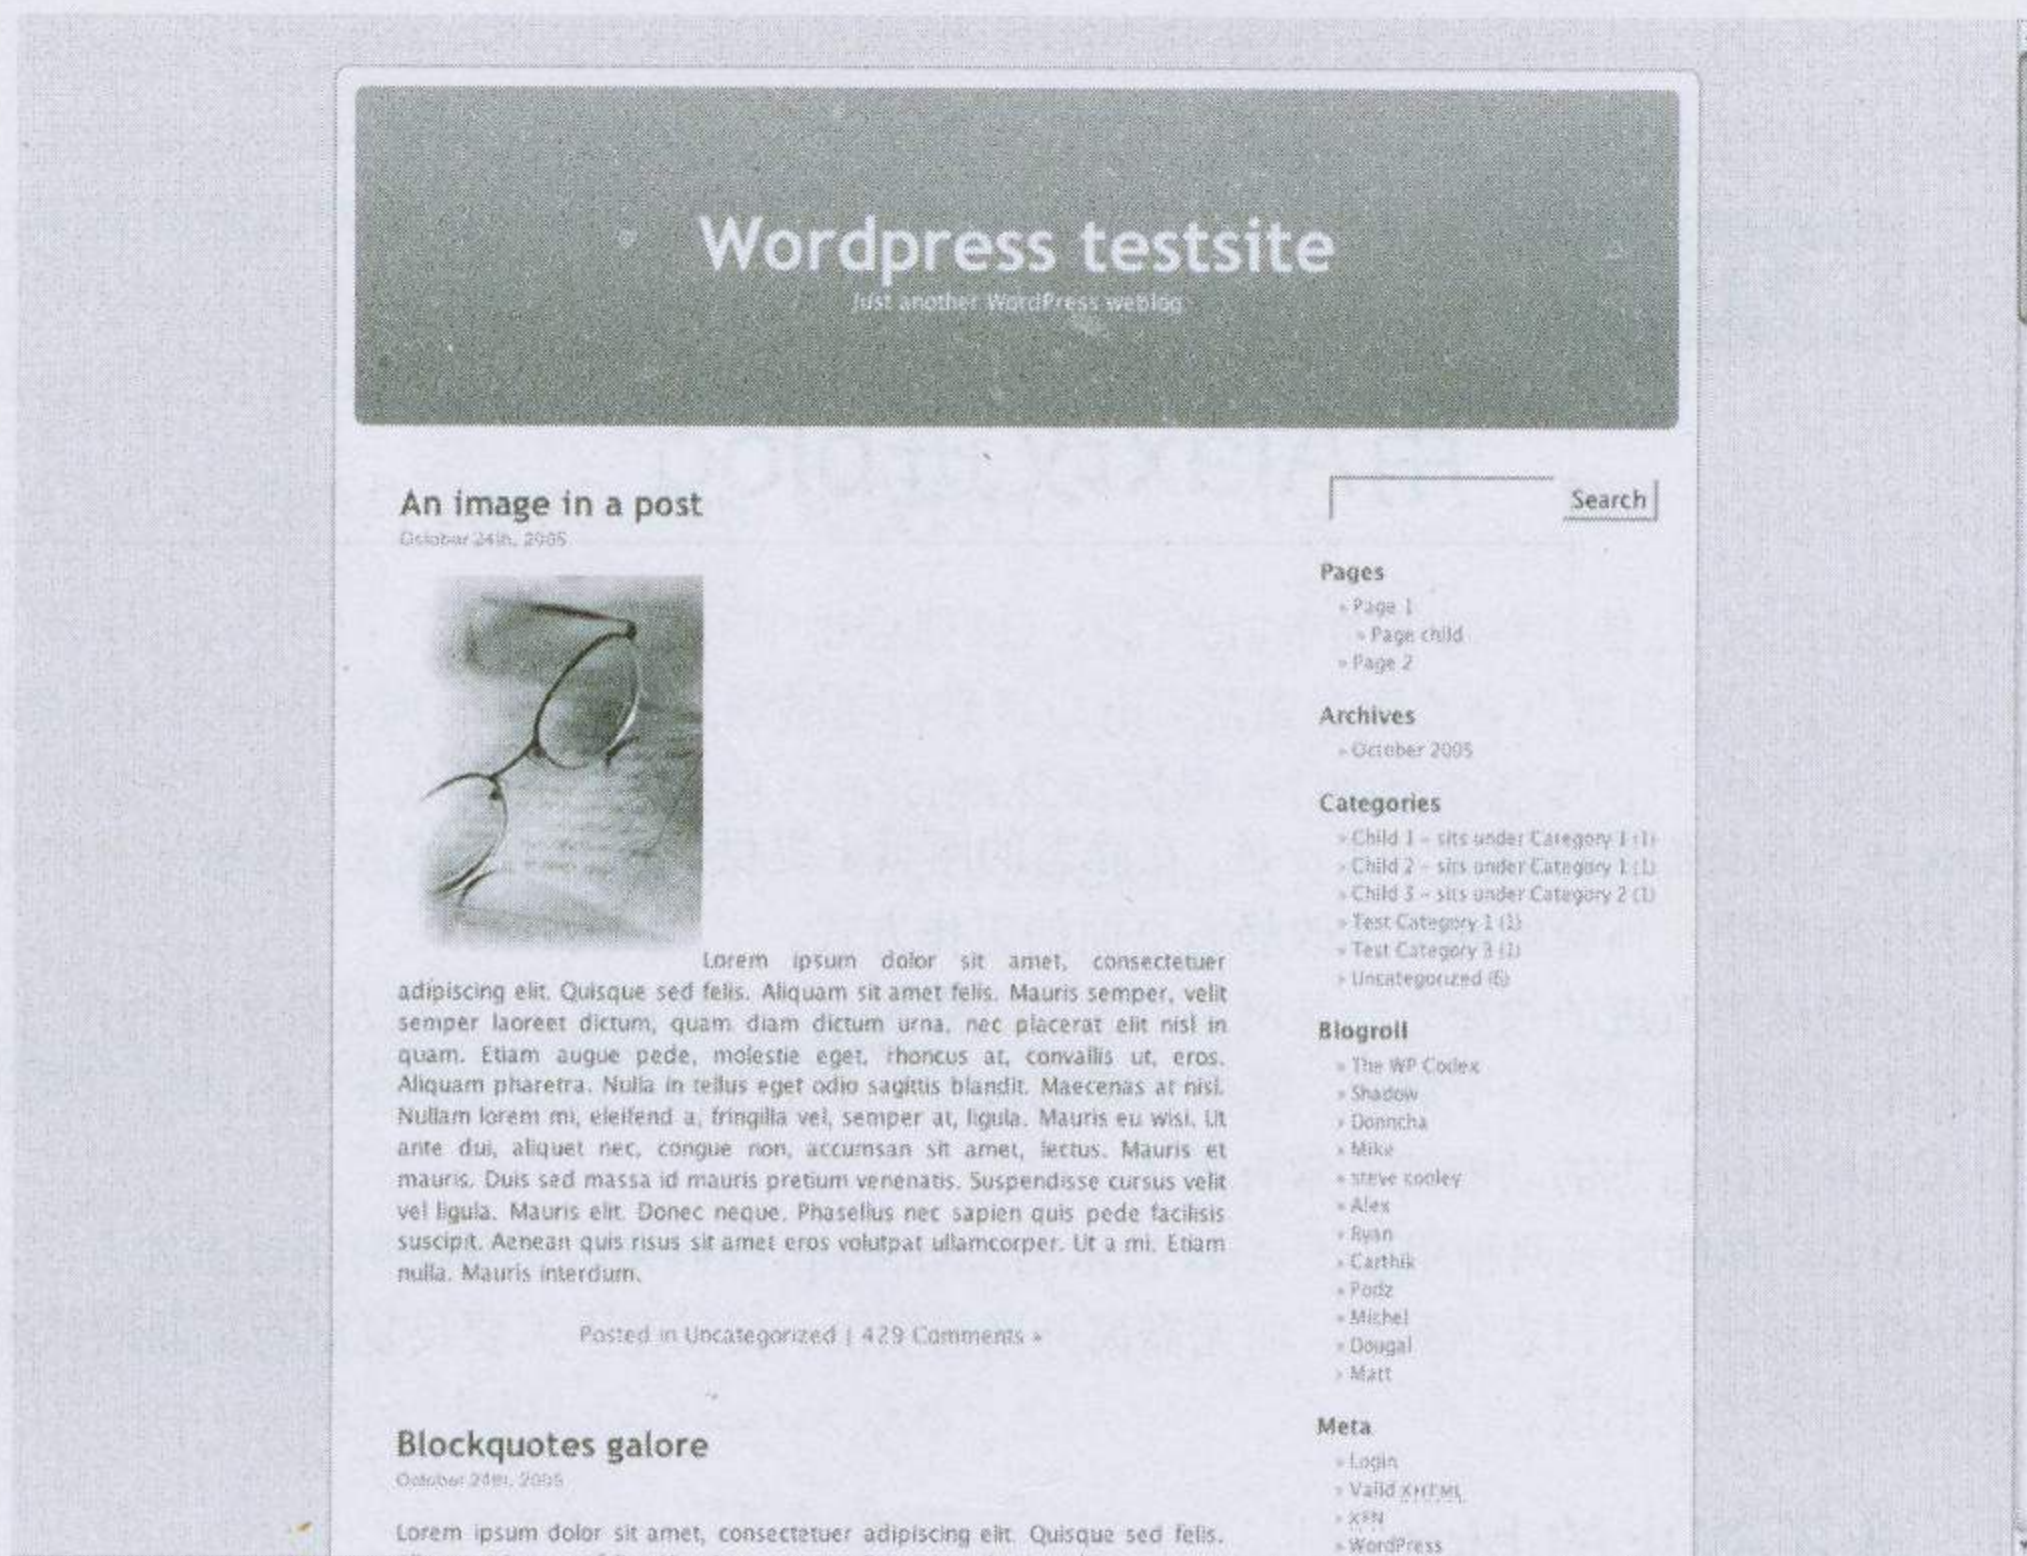 Wordpress testsite
Just another WordPress weblog
An image in a post
October 24th, 2005
Lorem ipsum dolor sit amet, consectetuer
adipiscing elit. Quisque sed felis. Aliquam sit amet felis. Mauris semper, velit
semper laoreet dictum, quam diam dictum urna, nec placerat elit nisl in
quam. Etiam augue pede, molestie eget, rhoncus at, convallis ut, eros.
Aliquam pharetra. Nulla in tellus eget odio sagittis blandit. Maecenas at nisl.
Nullam lorem mi, eleifend a, fringilla vel, semper at, ligula. Mauris eu wisi. Ut
ante dui, aliquet nec, congue non, accumsan sit amet, lectus. Mauris et
mauris. Duis sed massa id mauris pretium venenatis. Suspendisse cursus velit
vel ligula. Mauris elit. Donec neque. Phasellus nec sapien quis pede facilisis
suscipit. Aenean quis risus sit amet eros volutpat ullamcorper. Ut a mi. Etiam
nulla. Mauris interdum.
Posted in Uncategorized | 429 Comments »
Blockquotes galore
October 24th, 2005
Lorem ipsum dolor sit amet, consectetuer adipiscing elit. Quisque sed felis.
Search
Pages
» Page 1
» Page child
» Page 2
Archives
» October 2005
Categories
» Child 1 - sits under Category 1 (1)
» Child 2 - sits under Category 1 (1)
» Child 3 - sits under Category 2 (1)
» Test Category 1 (1)
» Test Category 3 (1)
» Uncategorized (6)
Blogroll
» The WP Codex
» Shadow
» Donncha
» Mike
» steve cooley
» Alex
» Ryan
» Carthik
» Podz
» Michel
» Dougal
» Matt
Meta
» Login
» Valid XHTML
» XFN
» WordPress